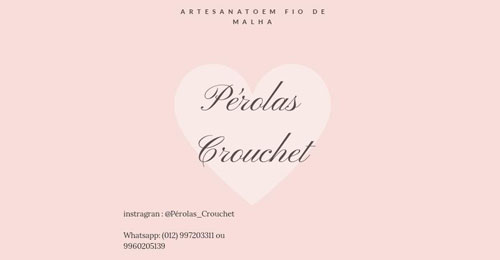 ARTESANATOEM FIO DE
MALHA
Pérolas
Crouchet
instragran : @Pérolas_Crouchet
Whatsapp: (012) 997203311 ou
9960205139